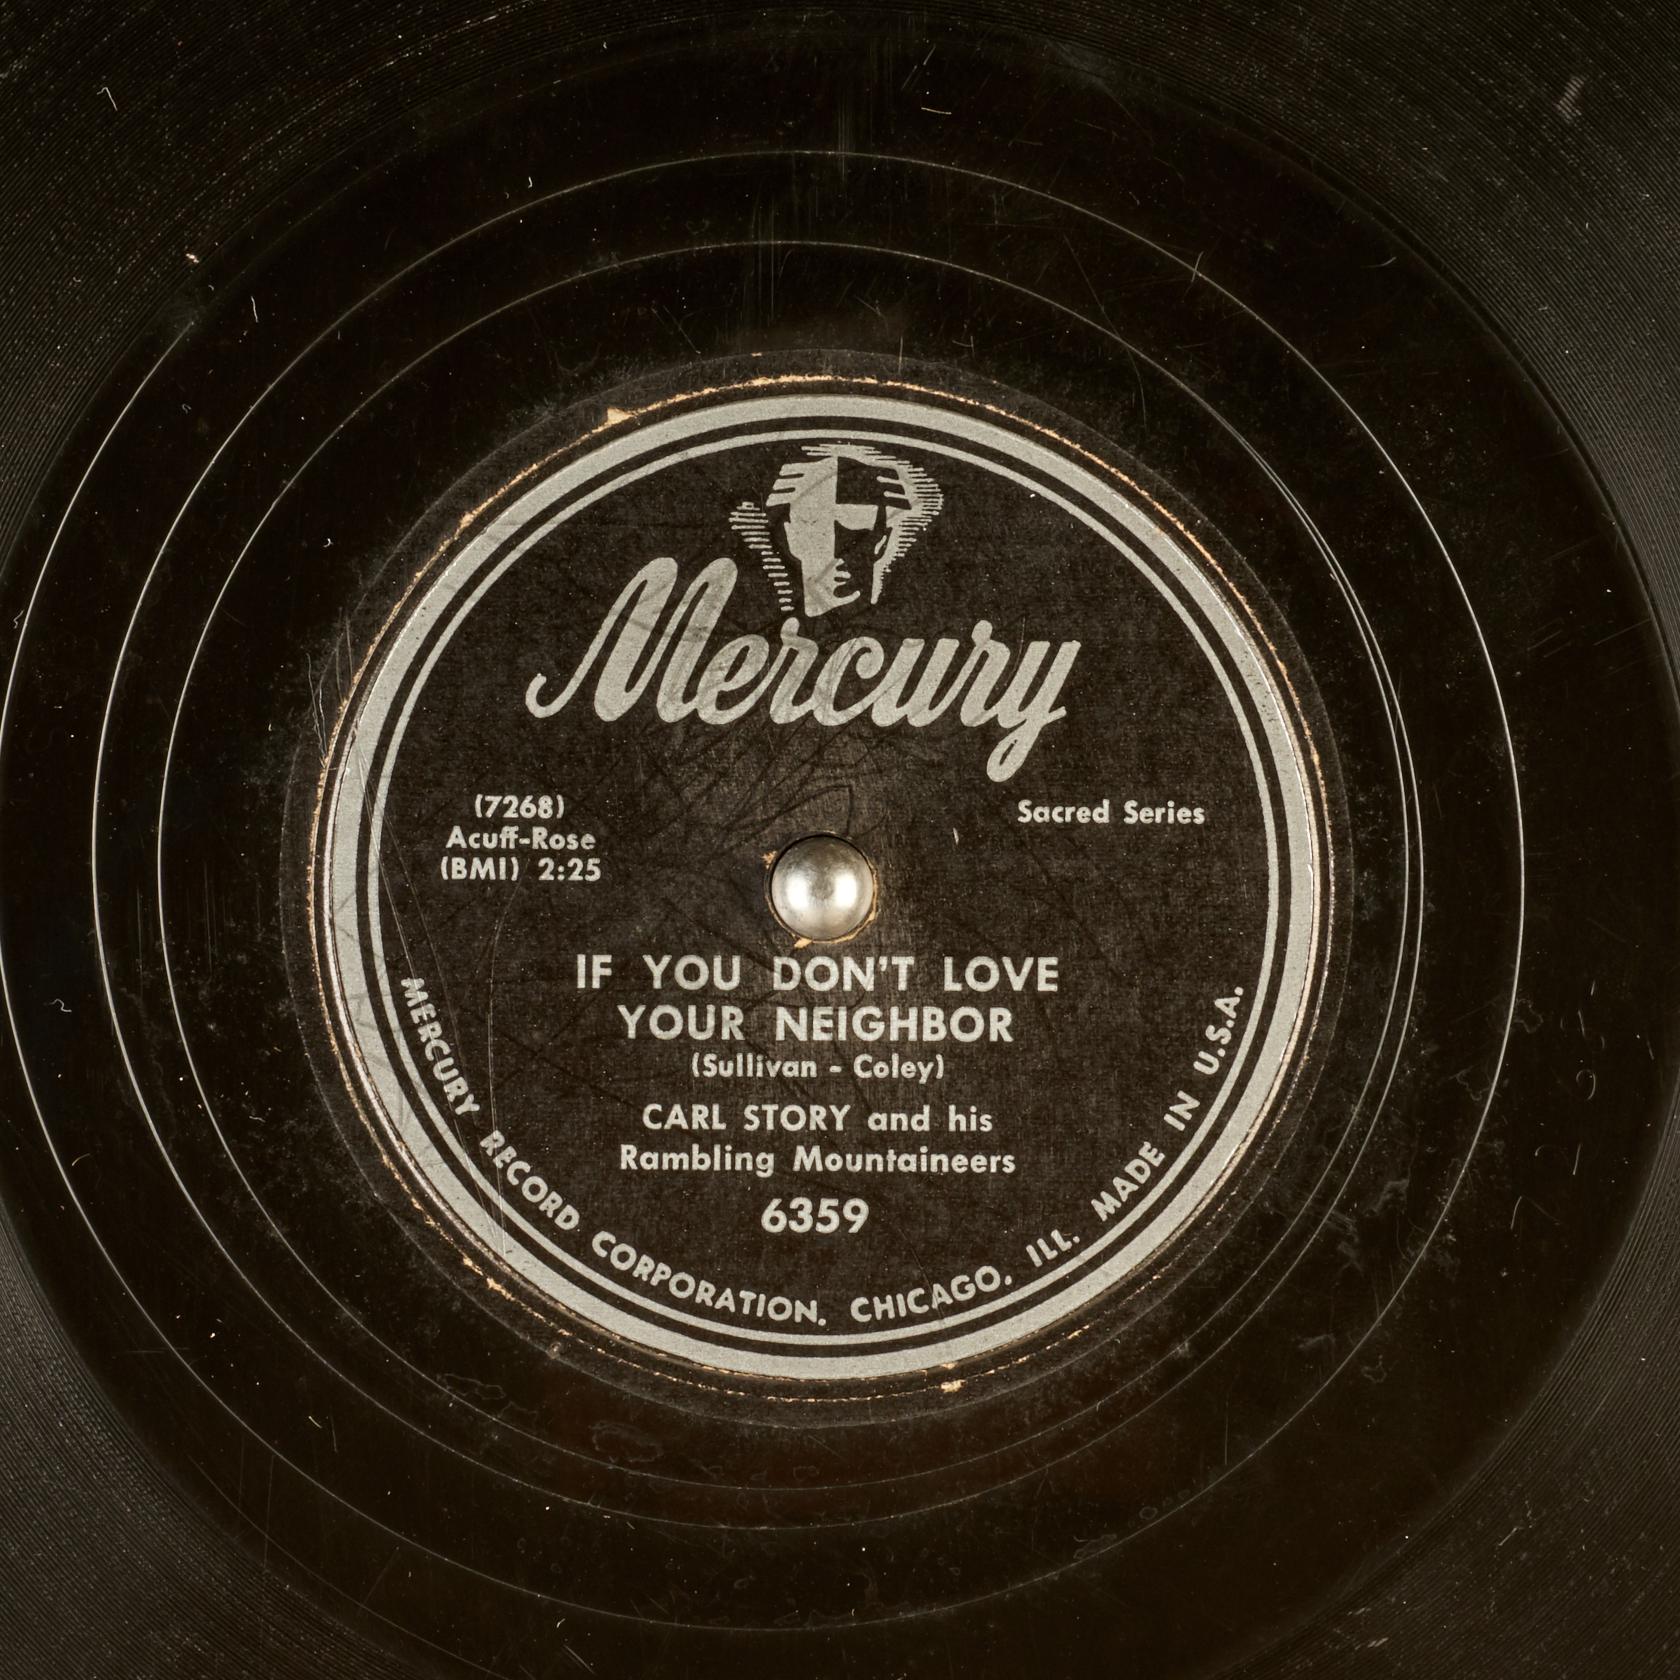 Mercury
(7268)
Acuff-Rose
(BMI) 2:25
Sacred Series
IF YOU DON'T LOVE
YOUR NEIGHBOR
(Sullivan - Coley)
CARL STORY and his
Rambling Mountaineers
6359
MERCURY RECORD CORPORATION. CHICAGO. ILL. MADE IN U.S.A.